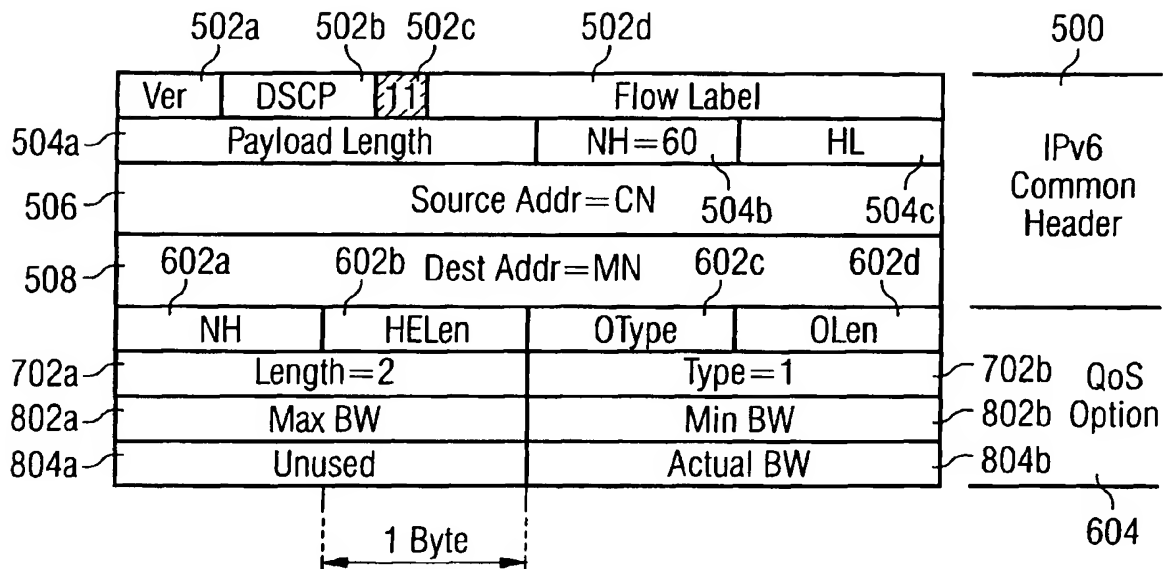 502a 502b 502c 502d 500
Ver DSCP 11 Flow Label
504a Payload Length NH=60 HL
IPv6
Common
Header
506 Source Addr=CN 504b 504c
508 602a 602b Dest Addr=MN 602c 602d
NH HELen OType OLen
702a Length=2 Type=1 702b
QoS
Option
802a Max BW Min BW 802b
804a Unused Actual BW 804b
1 Byte
604